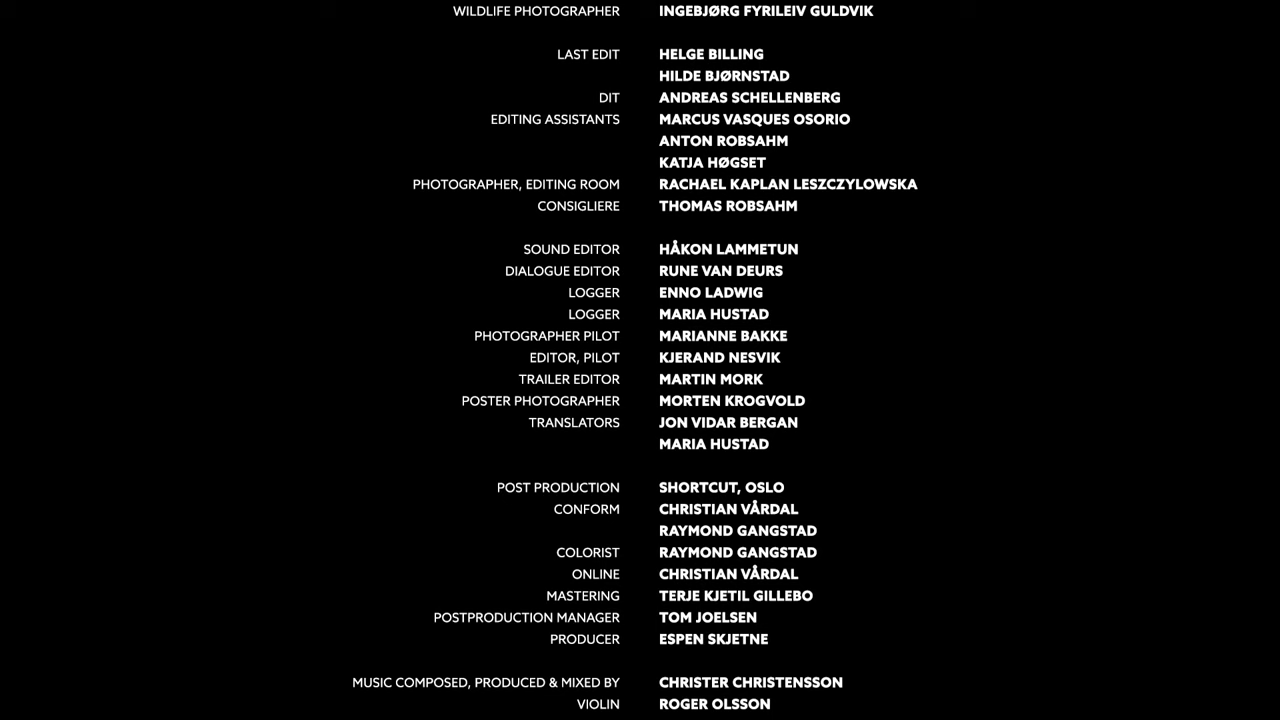 WILDLIFE PHOTOGRAPHER INGEBJØRG FYRILEIV GULDVIK
LAST EDIT HELGE BILLING
HILDE BJØRNSTAD
DIT ANDREAS SCHELLENBERG
EDITING ASSISTANTS MARCUS VASQUES OSORIO
ANTON ROBSAHM
KATJA HØGSET
PHOTOGRAPHER, EDITING ROOM RACHAEL KAPLAN LESZCZYLOWSKA
CONSIGLIERE THOMAS ROBSAHM
SOUND EDITOR HÅKON LAMMETUN
DIALOGUE EDITOR RUNE VAN DEURS
LOGGER ENNO LADWIG
LOGGER MARIA HUSTAD
PHOTOGRAPHER PILOT MARIANNE BAKKE
EDITOR, PILOT KJERAND NESVIK
TRAILER EDITOR MARTIN MORK
POSTER PHOTOGRAPHER MORTEN KROGVOLD
TRANSLATORS JON VIDAR BERGAN
MARIA HUSTAD
POST PRODUCTION SHORTCUT, OSLO
CONFORM CHRISTIAN VÅRDAL
RAYMOND GANGSTAD
COLORIST RAYMOND GANGSTAD
ONLINE CHRISTIAN VÅRDAL
MASTERING TERJE KJETIL GILLEBO
POSTPRODUCTION MANAGER TOM JOELSEN
PRODUCER ESPEN SKJETNE
MUSIC COMPOSED, PRODUCED & MIXED BY CHRISTER CHRISTENSSON
VIOLIN ROGER OLSSON